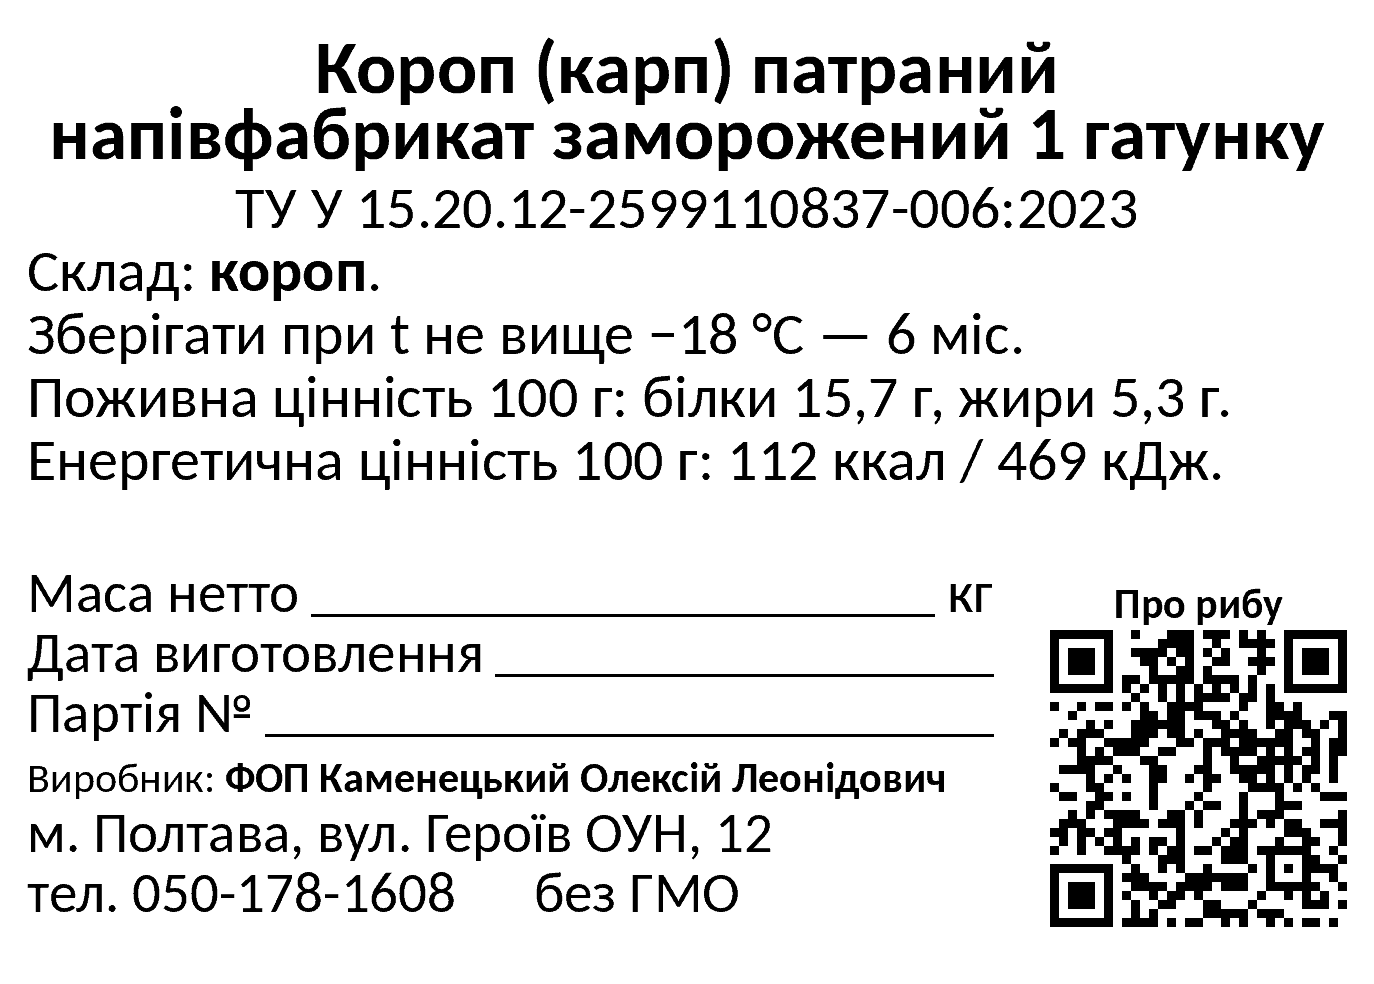 Короп (карп) патраний
напівфабрикат заморожений 1 гатунку
ТУ У 15.20.12-2599110837-006:2023
Склад: короп.
Зберігати при t не вище −18 °C — 6 міс.
Поживна цінність 100 г: білки 15,7 г, жири 5,3 г.
Енергетична цінність 100 г: 112 ккал / 469 кДж.
Маса нетто ____________________ кг
Дата виготовлення ________________
Партія № ________________________
Про рибу
Виробник: ФОП Каменецький Олексій Леонідович
м. Полтава, вул. Героїв ОУН, 12
тел. 050-178-1608 без ГМО